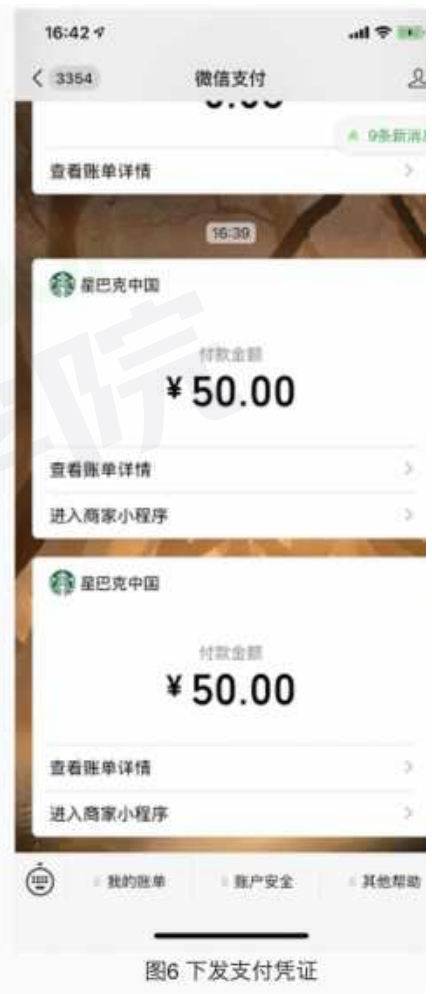 16:42
3354
微信支付
9条新消息
查看账单详情
16:39
星巴克中国
付款金额
¥50.00
查看账单详情
进入商家小程序
星巴克中国
付款金额
¥50.00
查看账单详情
进入商家小程序
我的账单
账户安全
其他帮助
图6 下发支付凭证